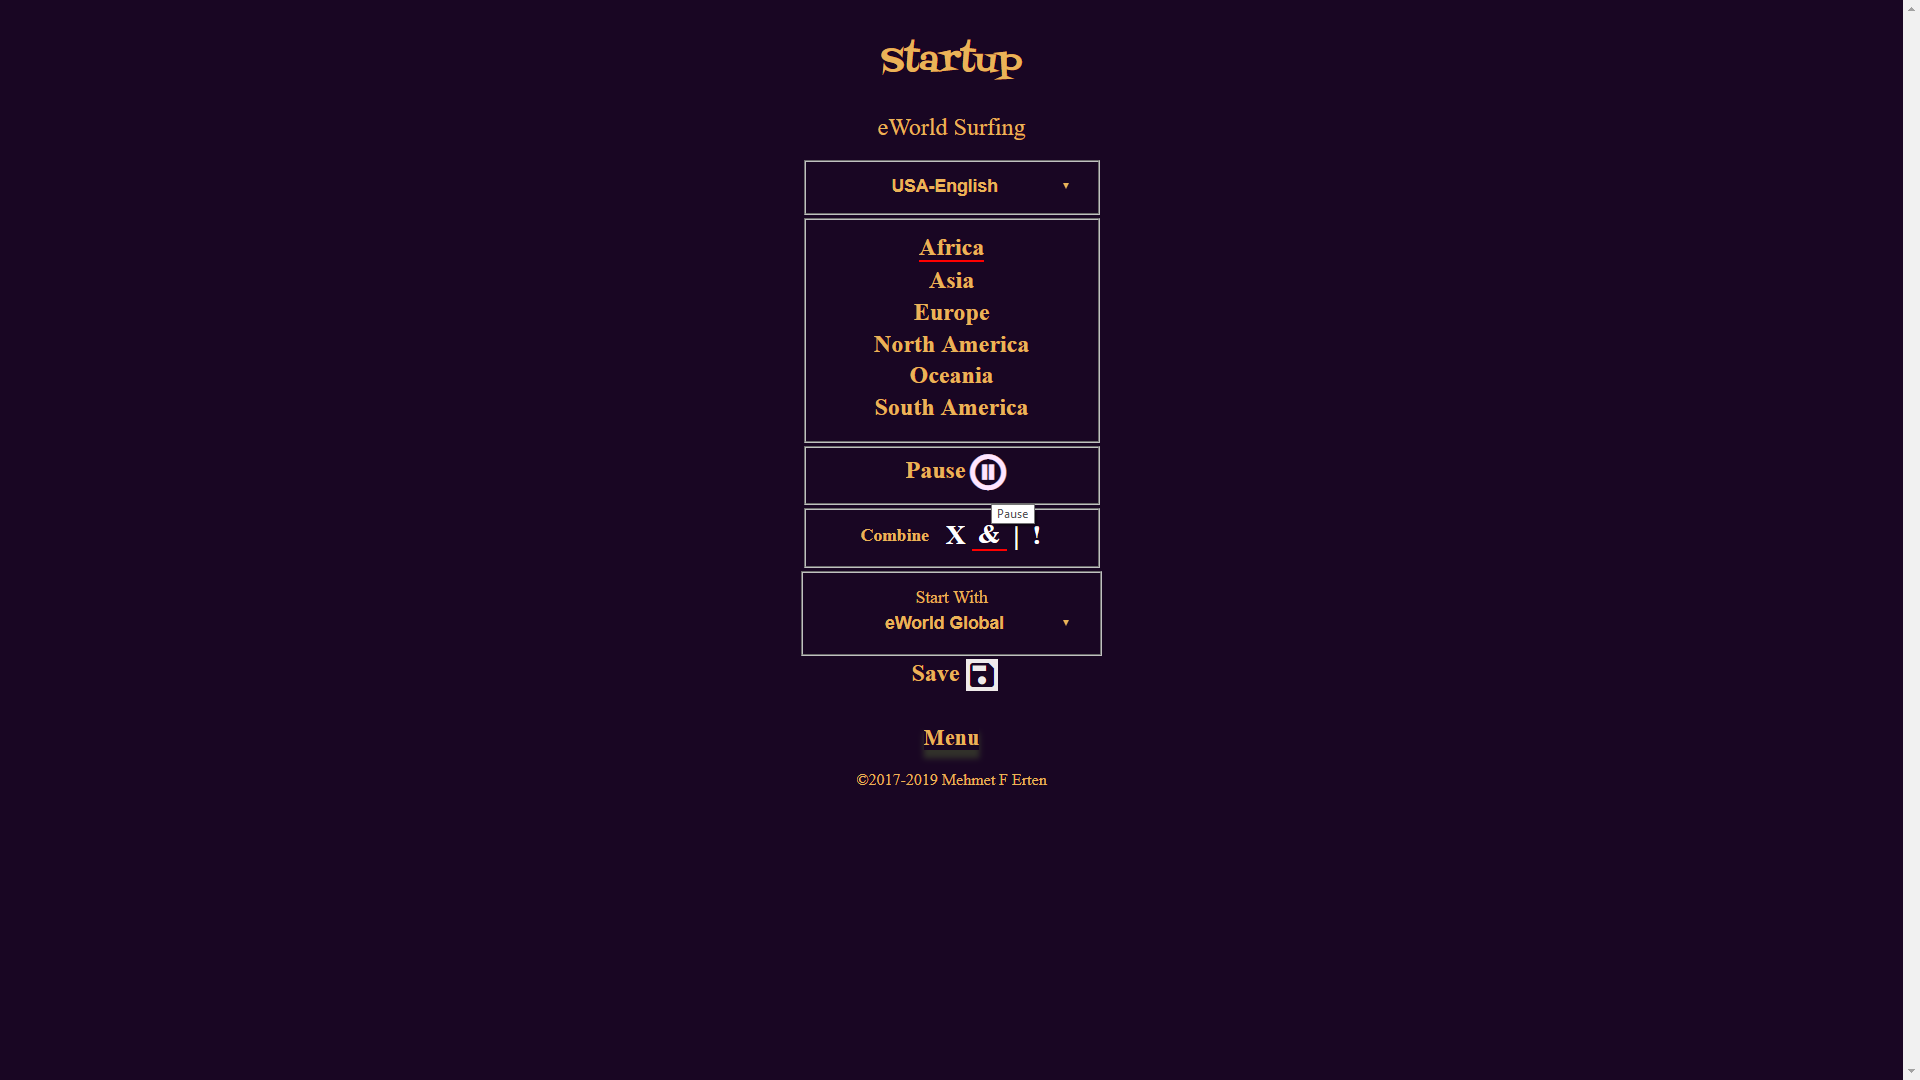 startup
eWorld Surfing
USA-English
Africa
Asia
Europe
North America
Oceania
South America
Pause
Pause
Combine X & | !
Start With
eWorld Global
Save
Menu
©2017-2019 Mehmet F Erten